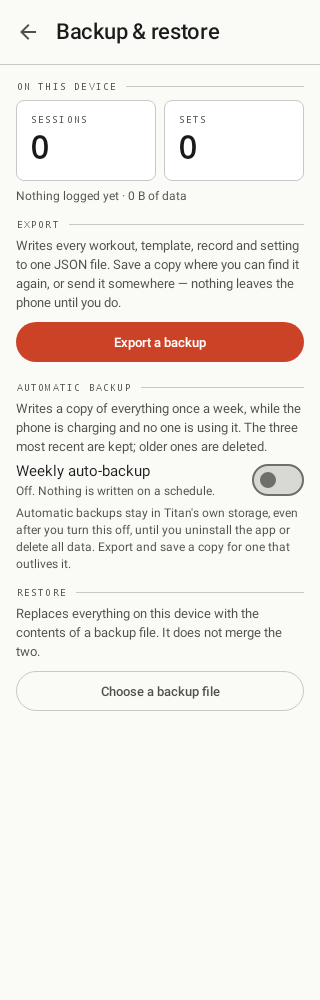 Backup & restore
ON THIS DEVICE
SESSIONS
0
SETS
0
Nothing logged yet · 0 B of data
EXPORT
Writes every workout, template, record and setting
to one JSON file. Save a copy where you can find it
again, or send it somewhere — nothing leaves the
phone until you do.
Export a backup
AUTOMATIC BACKUP
Writes a copy of everything once a week, while the
phone is charging and no one is using it. The three
most recent are kept; older ones are deleted.
Weekly auto-backup
Off. Nothing is written on a schedule.
Automatic backups stay in Titan's own storage, even
after you turn this off, until you uninstall the app or
delete all data. Export and save a copy for one that
outlives it.
RESTORE
Replaces everything on this device with the
contents of a backup file. It does not merge the
two.
Choose a backup file